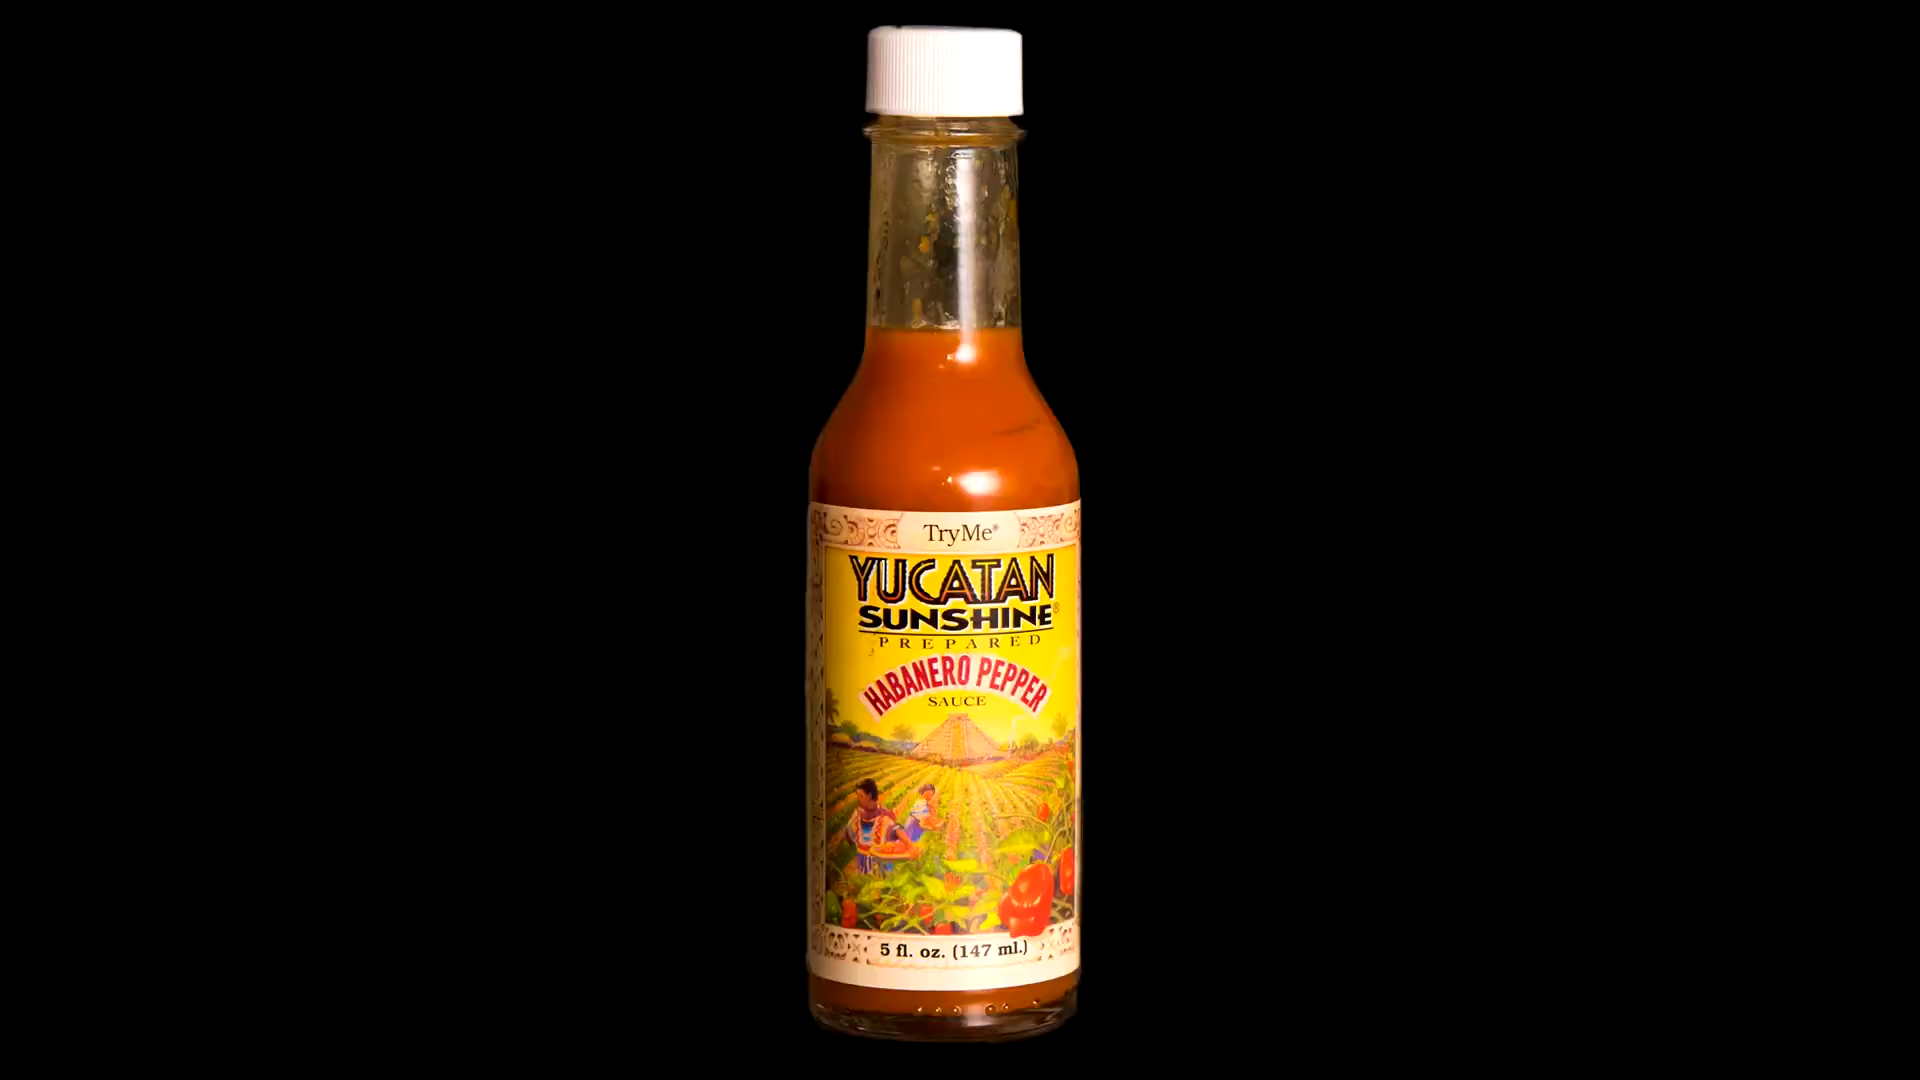 TryMe®
YUCATAN
SUNSHINE®
PREPARED
HABANERO PEPPER
SAUCE
5 fl. oz. (147 ml.)